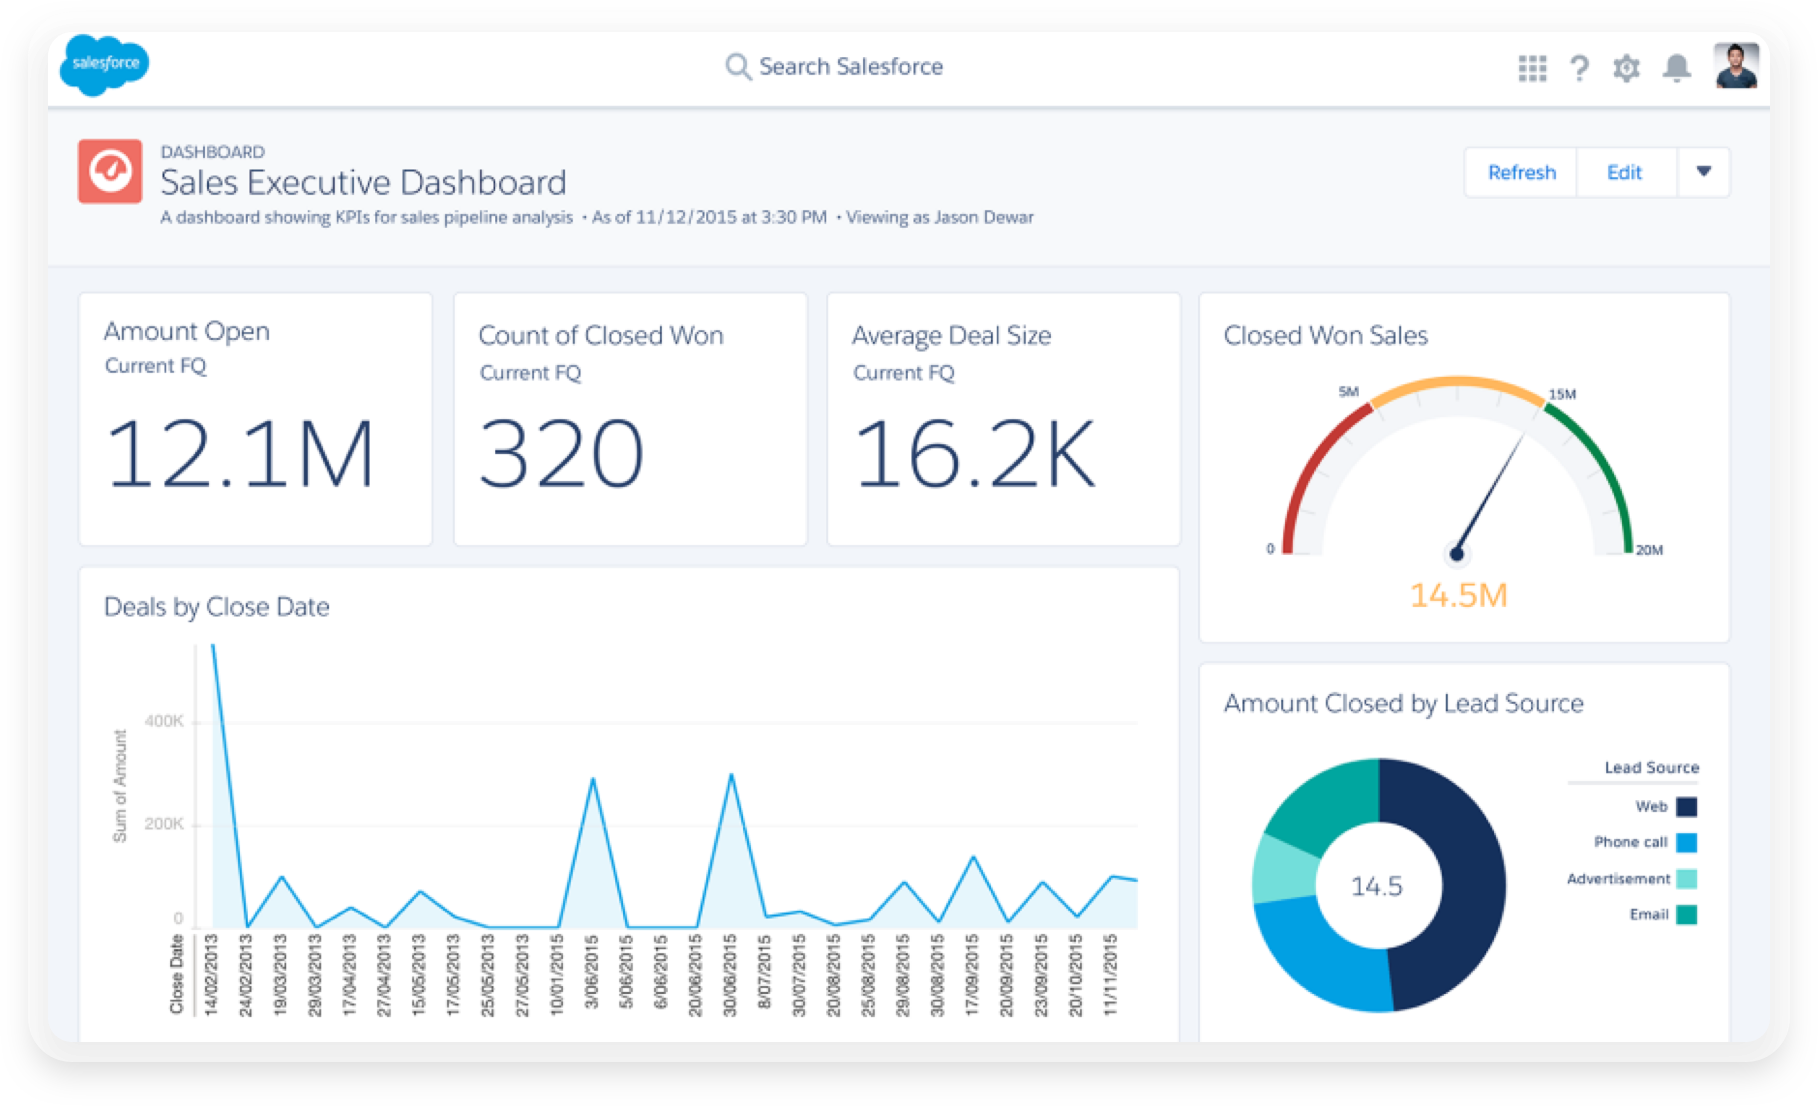 salesforce
Search Salesforce
?
DASHBOARD
Sales Executive Dashboard
A dashboard showing KPIs for sales pipeline analysis • As of 11/12/2015 at 3:30 PM • Viewing as Jason Dewar
Refresh
Edit
Amount Open
Current FQ
12.1M
Count of Closed Won
Current FQ
320
Average Deal Size
Current FQ
16.2K
Closed Won Sales
0
5M
15M
20M
14.5M
Deals by Close Date
Sum of Amount
400K
200K
0
Close Date
14/02/2013
24/02/2013
19/03/2013
29/03/2013
17/04/2013
27/04/2013
15/05/2013
17/05/2013
25/05/2013
27/05/2013
10/01/2015
3/06/2015
5/06/2015
6/06/2015
20/06/2015
30/06/2015
8/07/2015
30/07/2015
20/08/2015
25/08/2015
29/08/2015
30/08/2015
17/09/2015
20/09/2015
23/09/2015
20/10/2015
11/11/2015
Amount Closed by Lead Source
14.5
Lead Source
Web
Phone call
Advertisement
Email